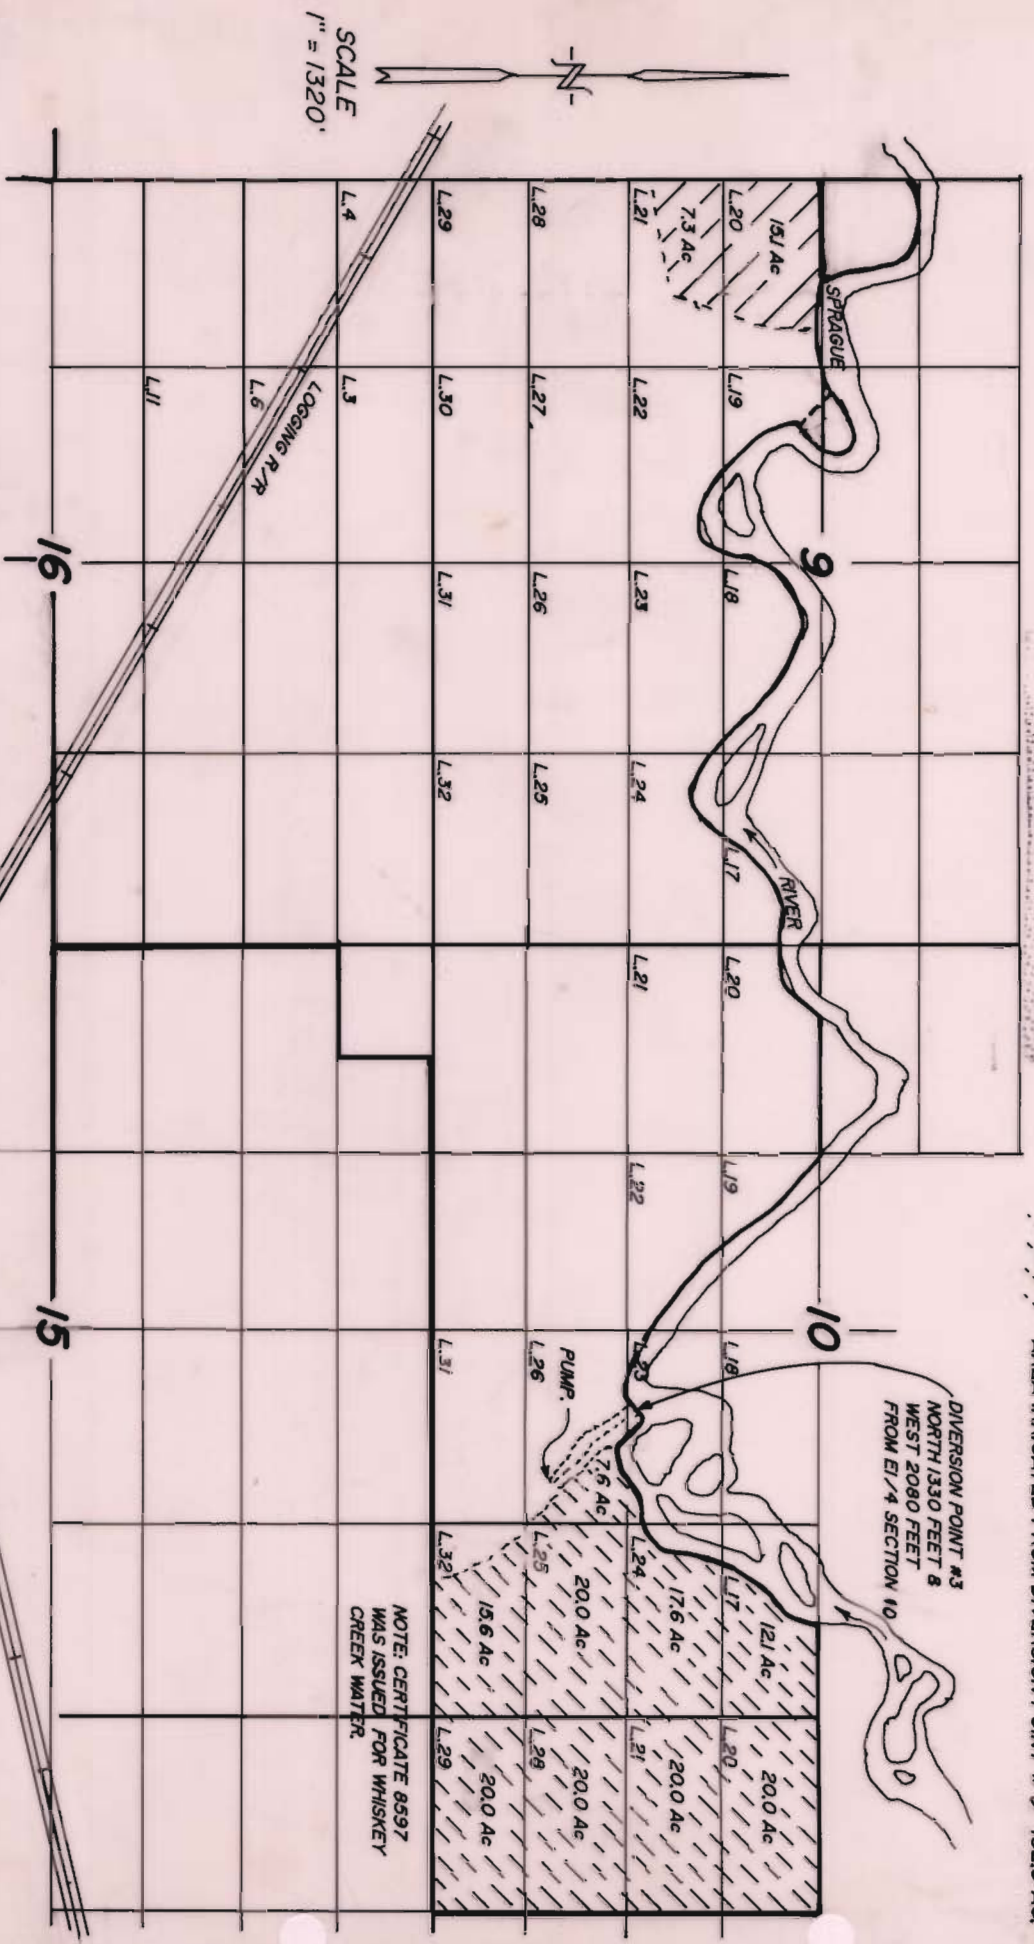 SCALE
1" = 1320'
-N-
SPRAGUE
RIVER
LOGGING R/R
9
10
16
15
15.1 Ac
7.3 Ac
L.20
L.19
L.18
L.17
L.20
L.19
L.18
L.17
L.20
L.21
L.22
L.23
L.24
L.21
L.22
L.23
L.24
L.21
L.28
L.27
L.26
L.25
L.26
L.25
L.28
L.29
L.30
L.31
L.32
L.31
L.32
L.29
L.4
L.3
L.6
L.11
DIVERSION POINT #3
NORTH 1330 FEET &
WEST 2080 FEET
FROM E1/4 SECTION 10
PUMP.
7.6 Ac
12.1 Ac
17.6 Ac
20.0 Ac
15.6 Ac
20.0 Ac
20.0 Ac
20.0 Ac
20.0 Ac
NOTE: CERTIFICATE 8597
WAS ISSUED FOR WHISKEY
CREEK WATER.